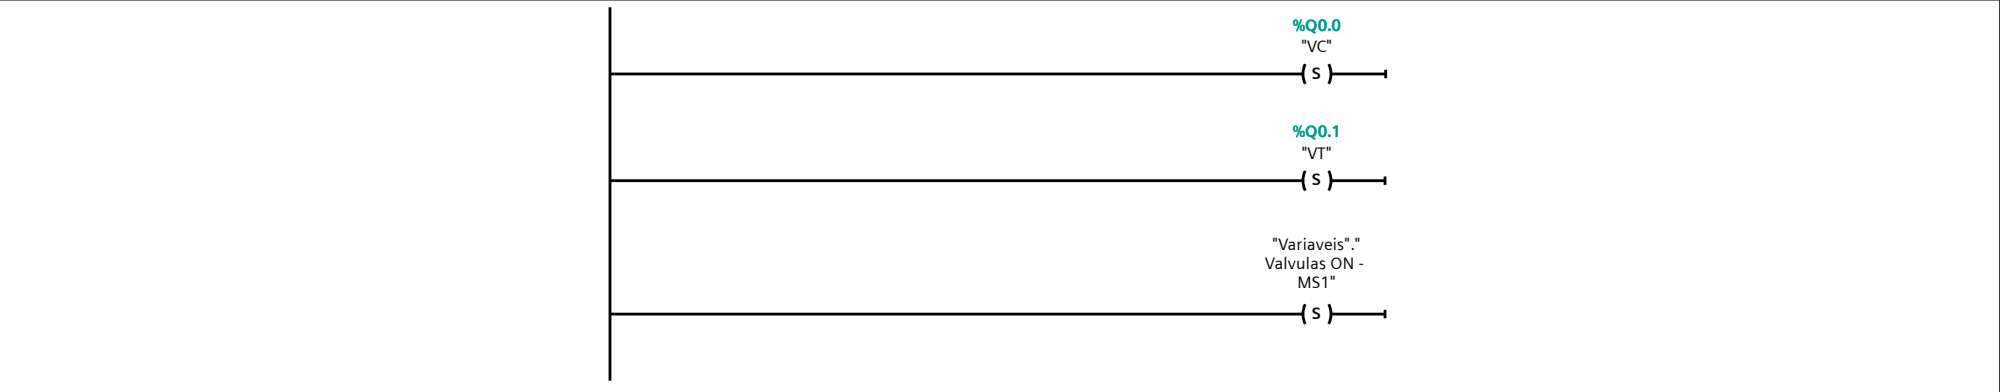 %Q0.0
"VC"
( S )
%Q0.1
"VT"
( S )
"Variaveis"."
Valvulas ON -
MS1"
( S )